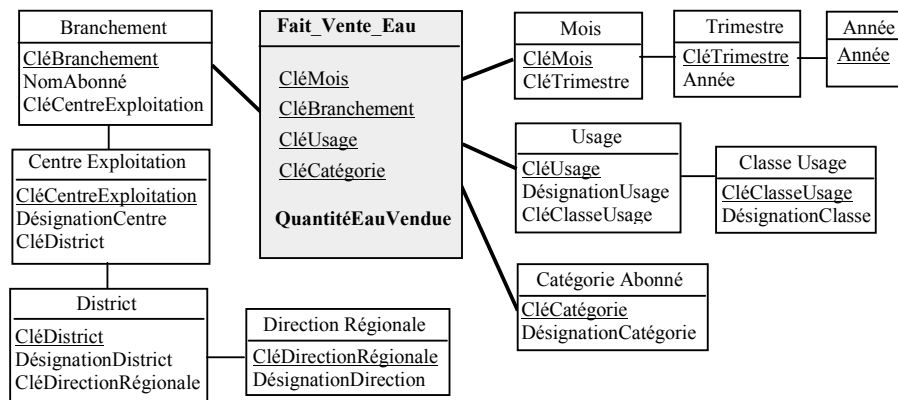 Branchement
CléBranchement
NomAbonné
CléCentreExploitation
Centre Exploitation
CléCentreExploitation
DésignationCentre
CléDistrict
District
CléDistrict
DésignationDistrict
CléDirectionRégionale
Direction Régionale
CléDirectionRégionale
DésignationDirection
Fait_Vente_Eau
CléMois
CléBranchement
CléUsage
CléCatégorie
QuantitéEauVendue
Mois
CléMois
CléTrimestre
Trimestre
CléTrimestre
Année
Année
Année
Usage
CléUsage
DésignationUsage
CléClasseUsage
Classe Usage
CléClasseUsage
DésignationClasse
Catégorie Abonné
CléCatégorie
DésignationCatégorie